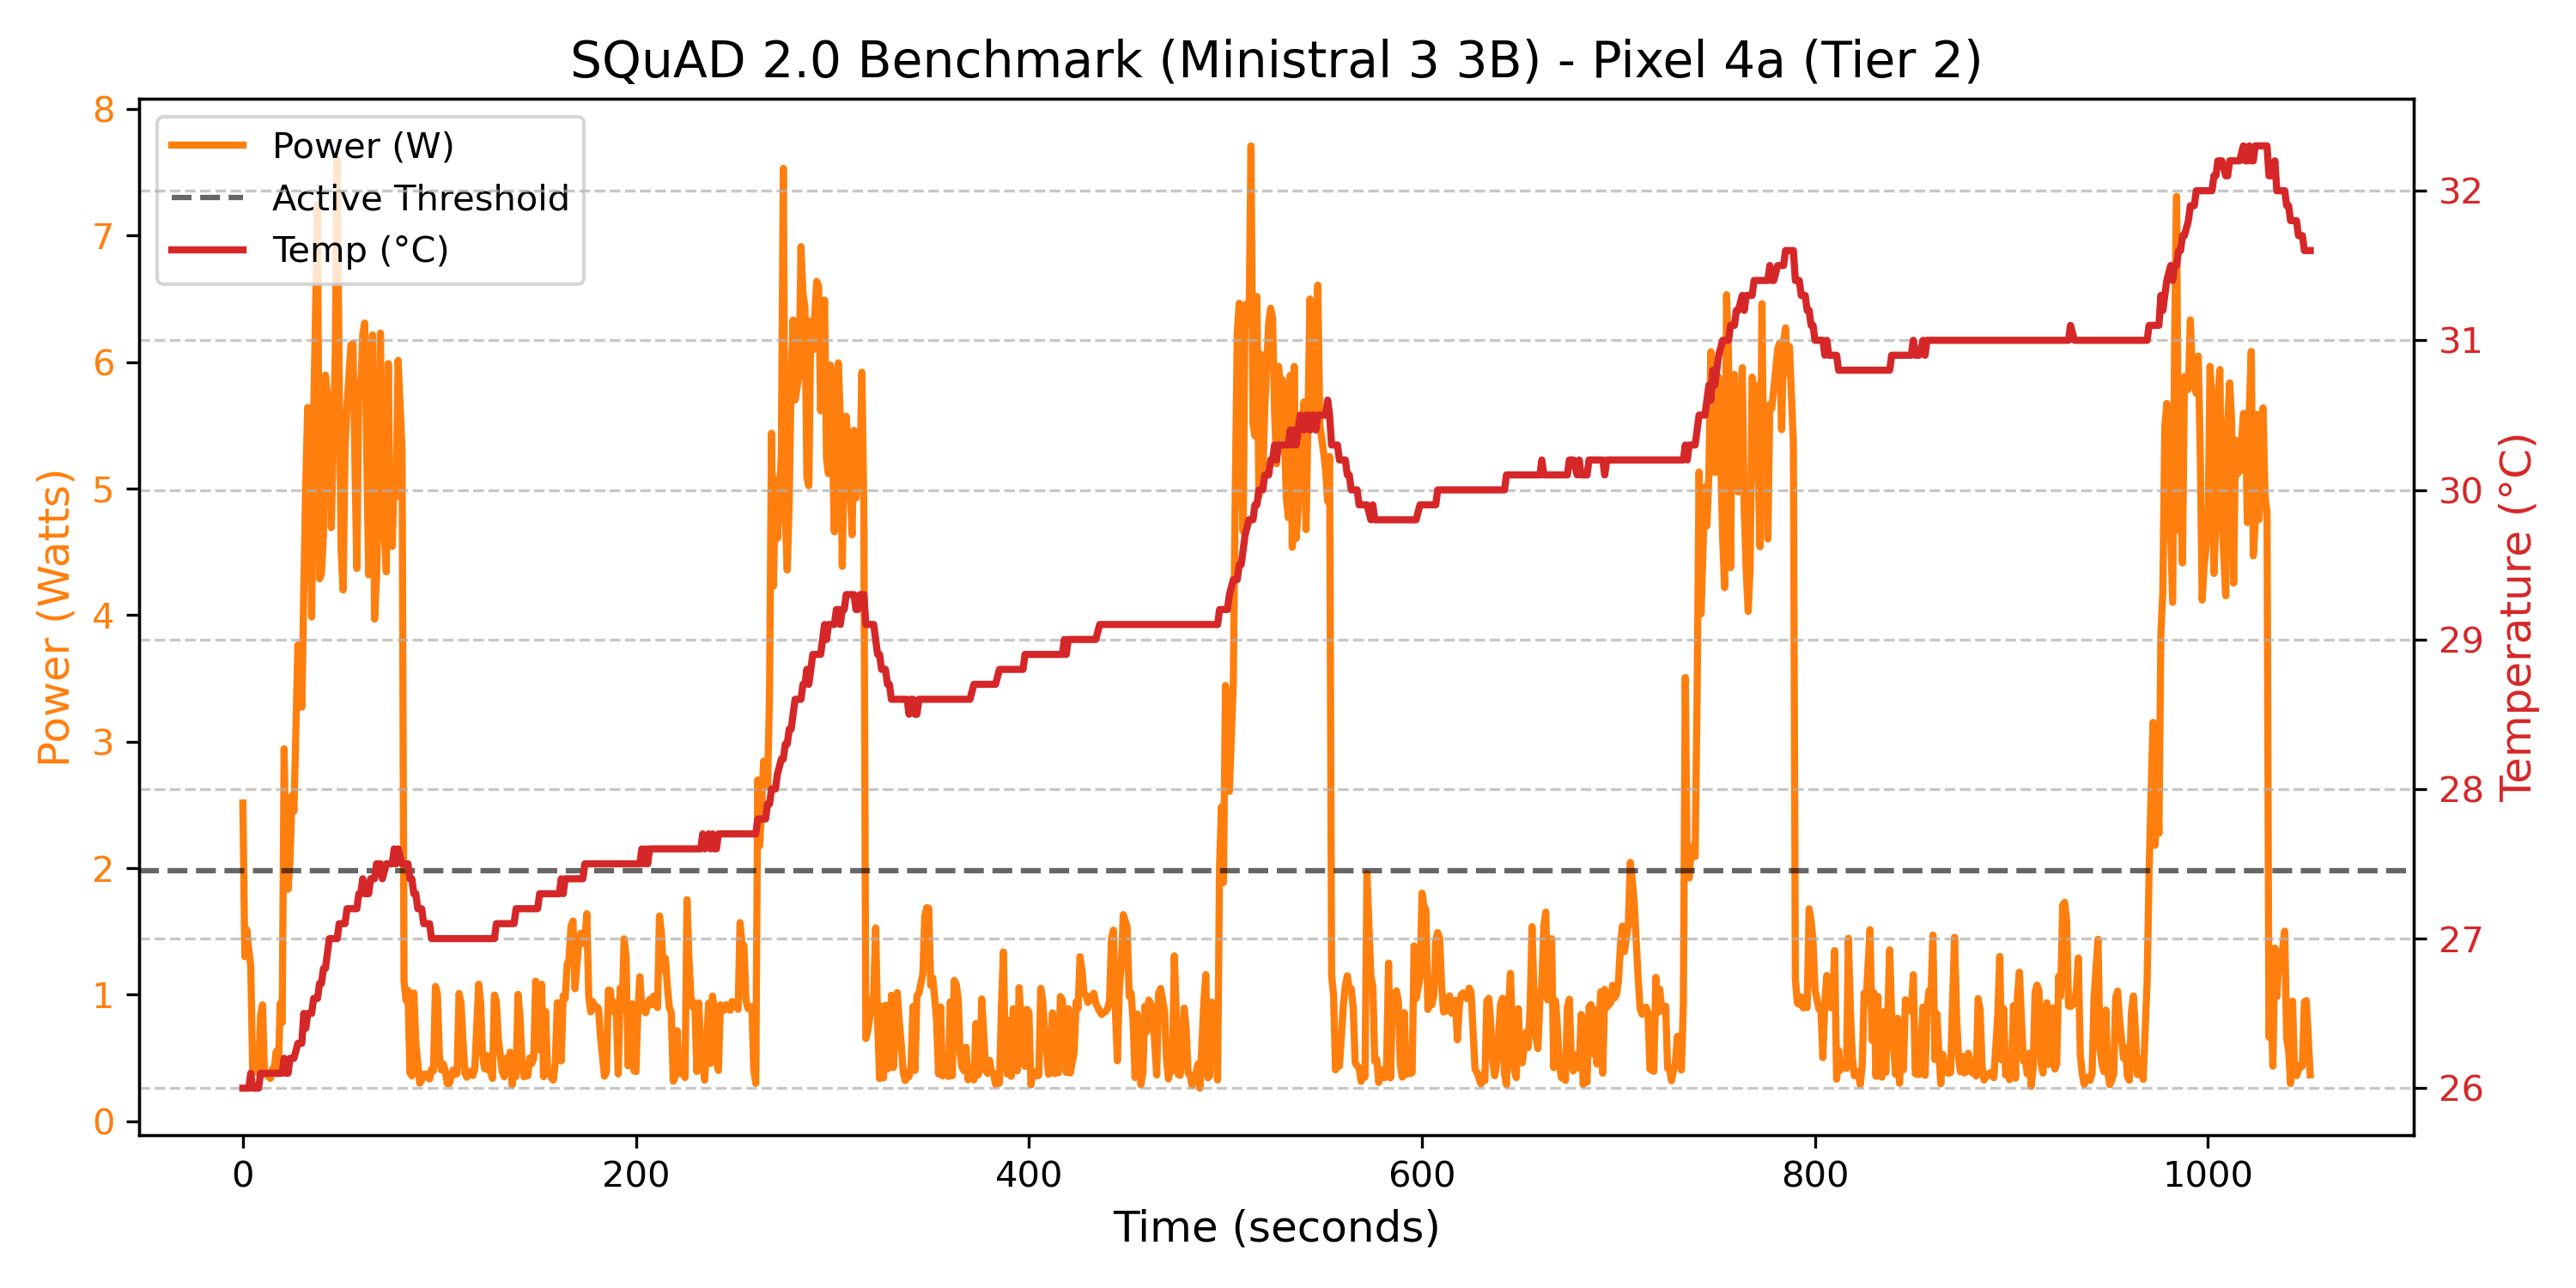 SQuAD 2.0 Benchmark (Ministral 3 3B) - Pixel 4a (Tier 2)
Power (W)
Active Threshold
Temp (°C)
Power (Watts)
8
7
6
5
4
3
2
1
0
Temperature (°C)
32
31
30
29
28
27
26
0 200 400 600 800 1000
Time (seconds)